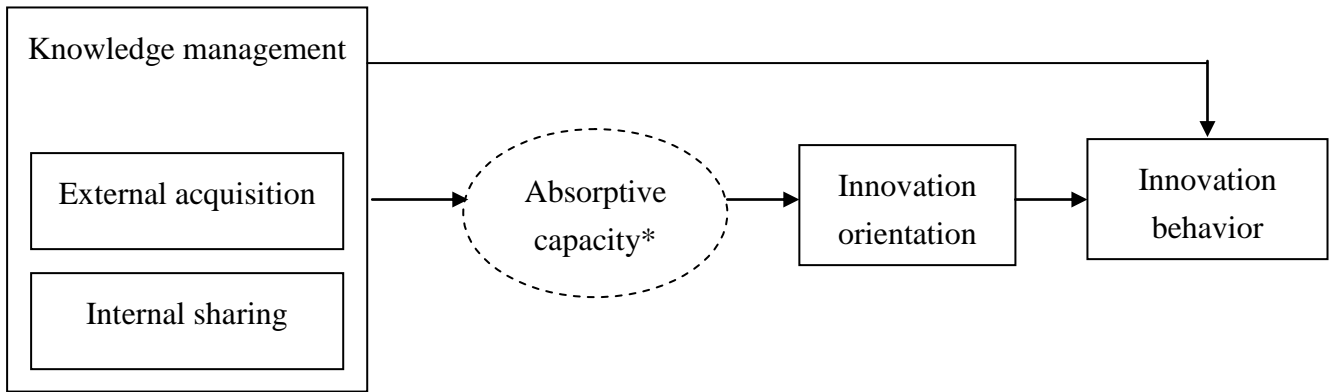 Knowledge management
External acquisition
Internal sharing
Absorptive
capacity*
Innovation
orientation
Innovation
behavior